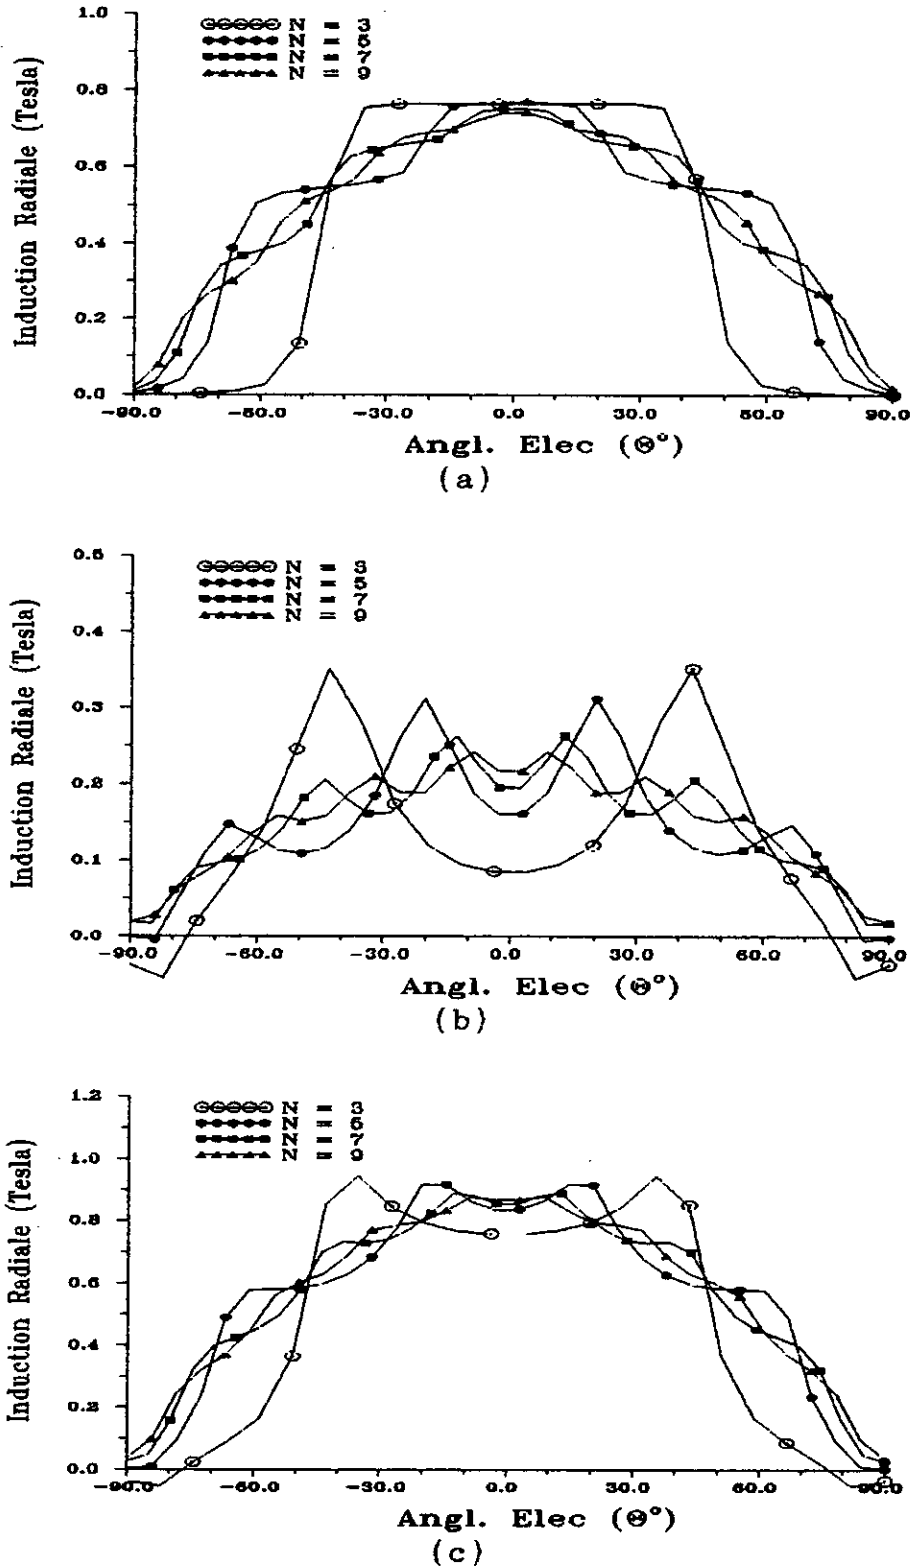 1.0
0.8
0.6
0.4
0.2
0.0
Induction Radiale (Tesla)
N = 3
N = 5
N = 7
N = 9
-90.0 -60.0 -30.0 0.0 30.0 60.0 90.0
Angl. Elec (Θ°)
(a)
0.5
0.4
0.3
0.2
0.1
0.0
Induction Radiale (Tesla)
N = 3
N = 5
N = 7
N = 9
-90.0 -60.0 -30.0 0.0 30.0 60.0 90.0
Angl. Elec (Θ°)
(b)
1.2
1.0
0.8
0.6
0.4
0.2
0.0
Induction Radiale (Tesla)
N = 3
N = 5
N = 7
N = 9
-90.0 -60.0 -30.0 0.0 30.0 60.0 90.0
Angl. Elec (Θ°)
(c)